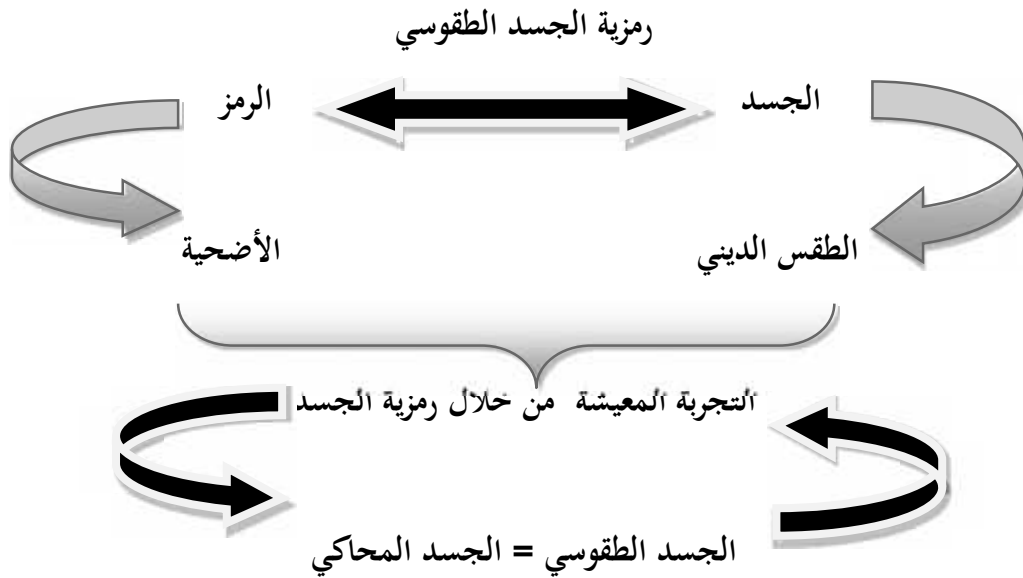 رمزية الجسد الطقوسي
الجسد الرمز
الطقس الديني الأضحية
التجربة المعيشة من خلال رمزية الجسد
الجسد الطقوسي = الجسد المحاكي